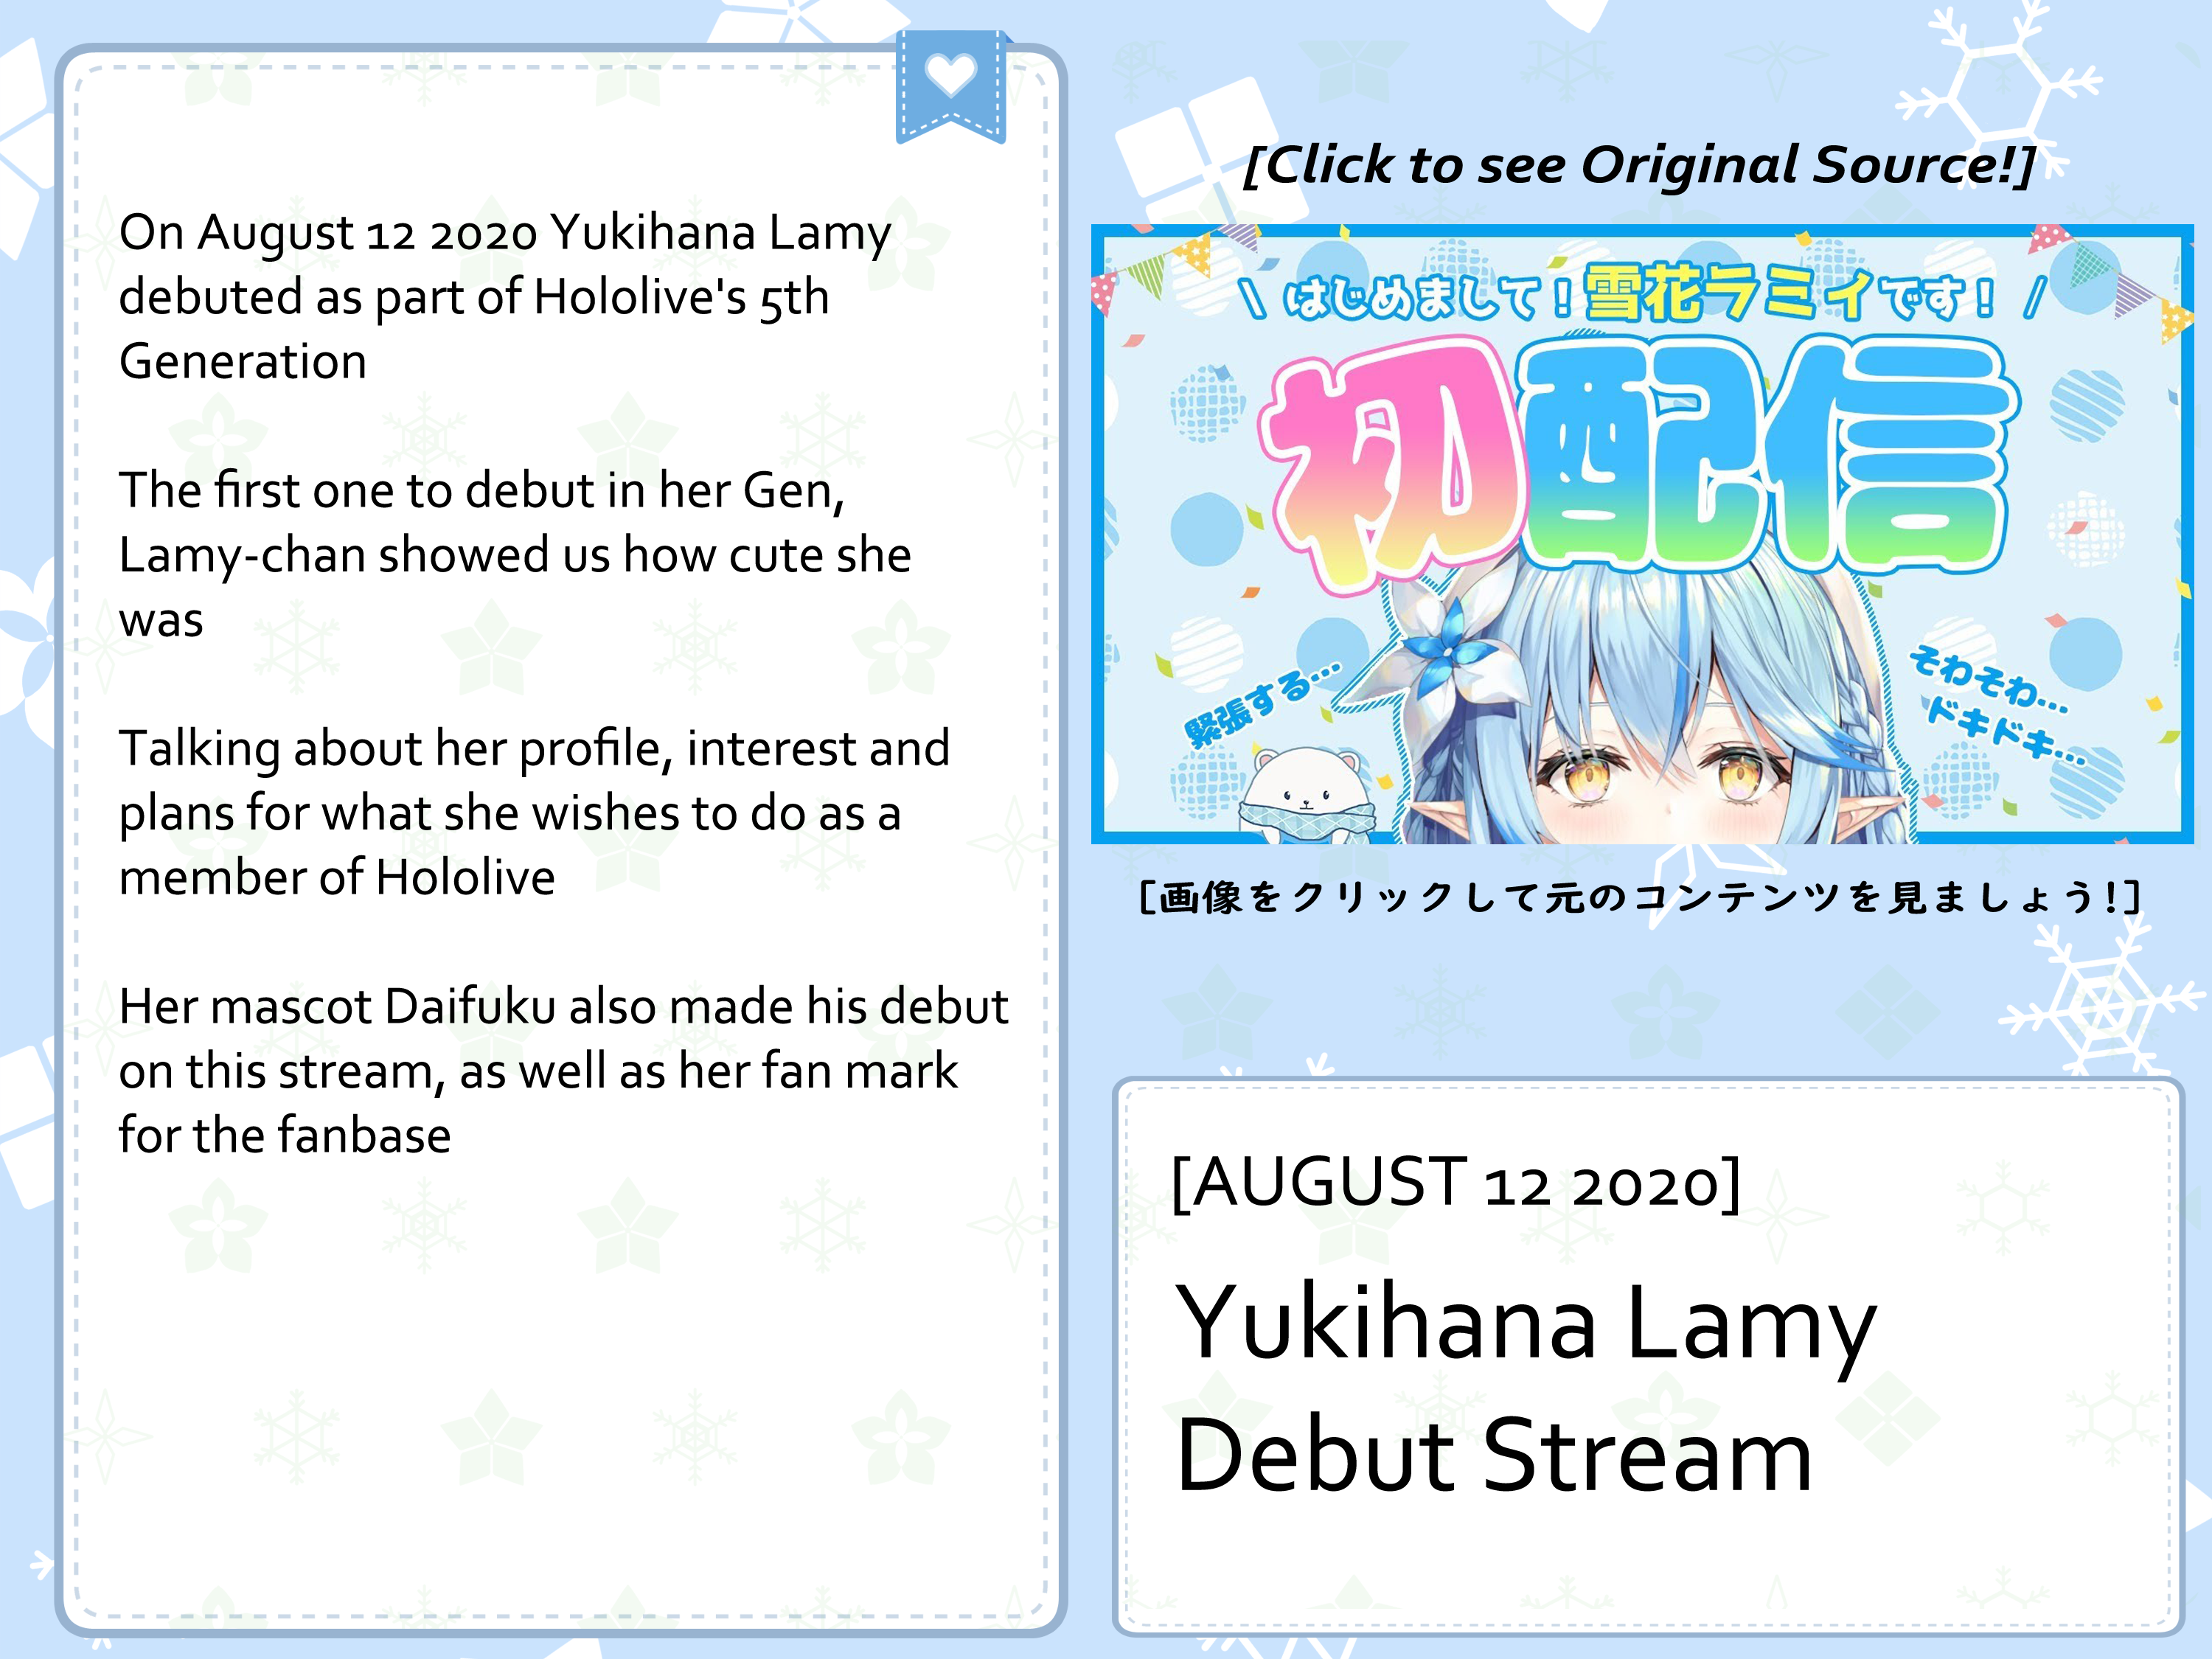 On August 12 2020 Yukihana Lamy
debuted as part of Hololive's 5th
Generation
The first one to debut in her Gen,
Lamy-chan showed us how cute she
was
Talking about her profile, interest and
plans for what she wishes to do as a
member of Hololive
Her mascot Daifuku also made his debut
on this stream, as well as her fan mark
for the fanbase
[Click to see Original Source!]
\ はじめまして！雪花ラミィです！ /
初配信
緊張する…
そわそわ…
ドキドキ…
[画像をクリックして元のコンテンツを見ましょう!]
[AUGUST 12 2020]
Yukihana Lamy
Debut Stream